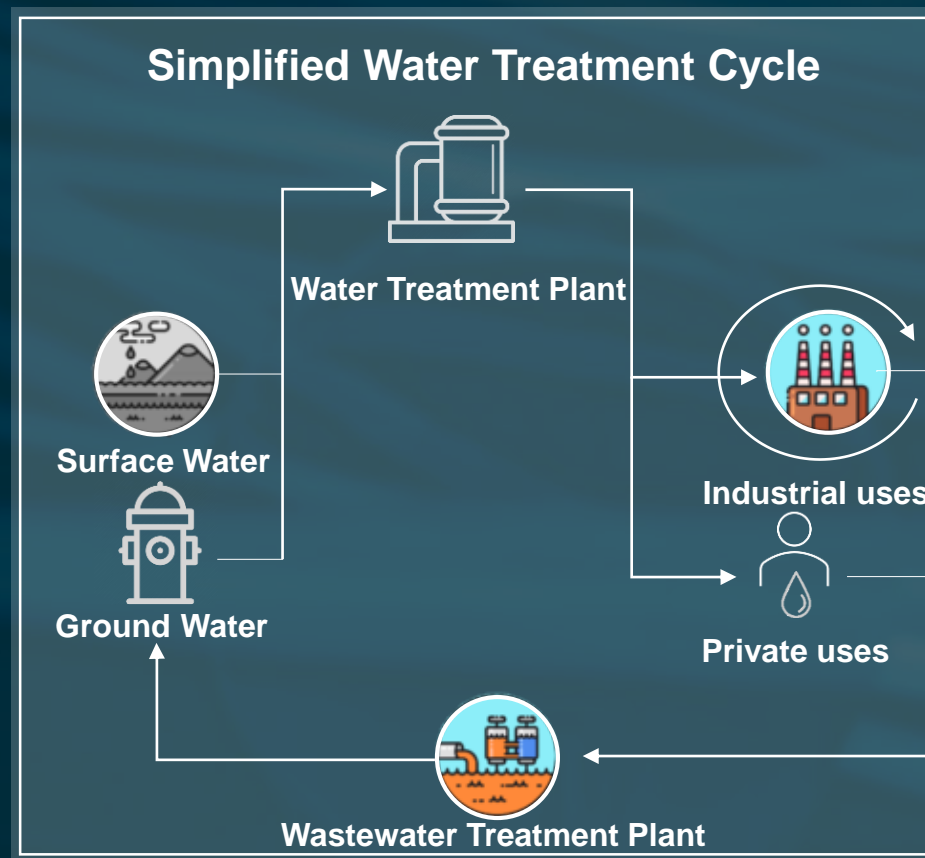 Simplified Water Treatment Cycle
Water Treatment Plant
Surface Water
Industrial uses
Ground Water
Private uses
Wastewater Treatment Plant